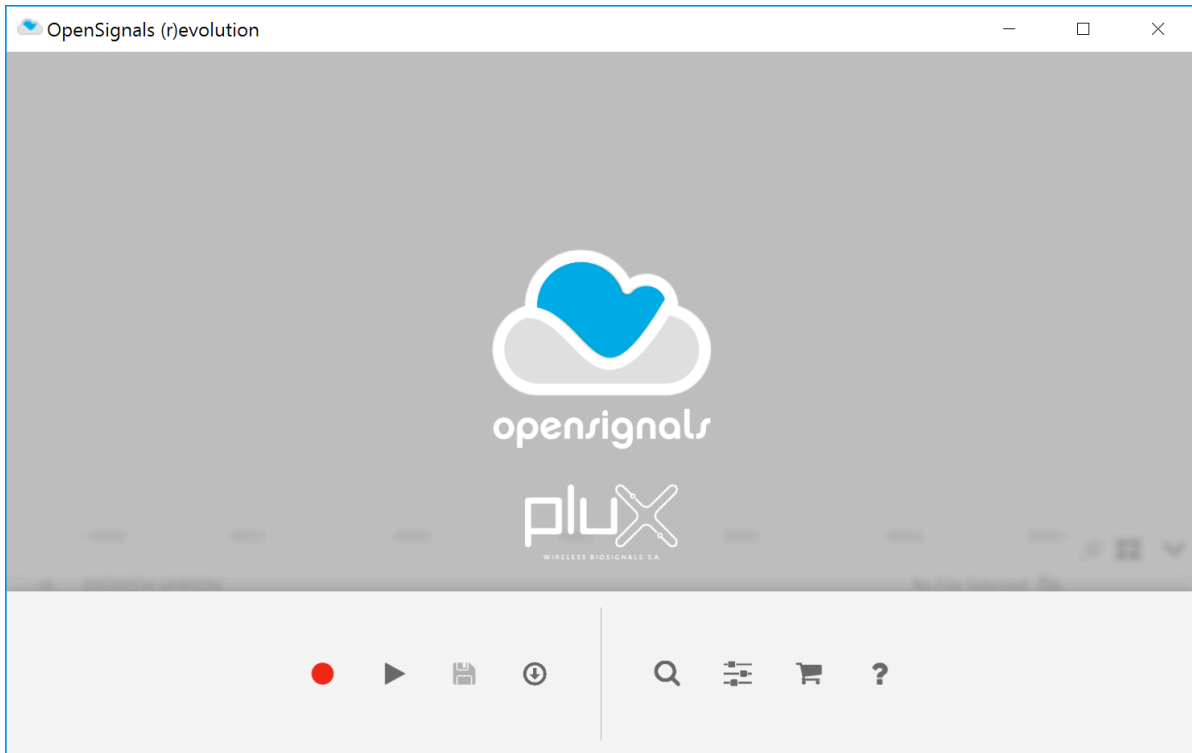 OpenSignals (r)evolution
opensignals
plux
WIRELESS BIOSIGNALS S.A.
?